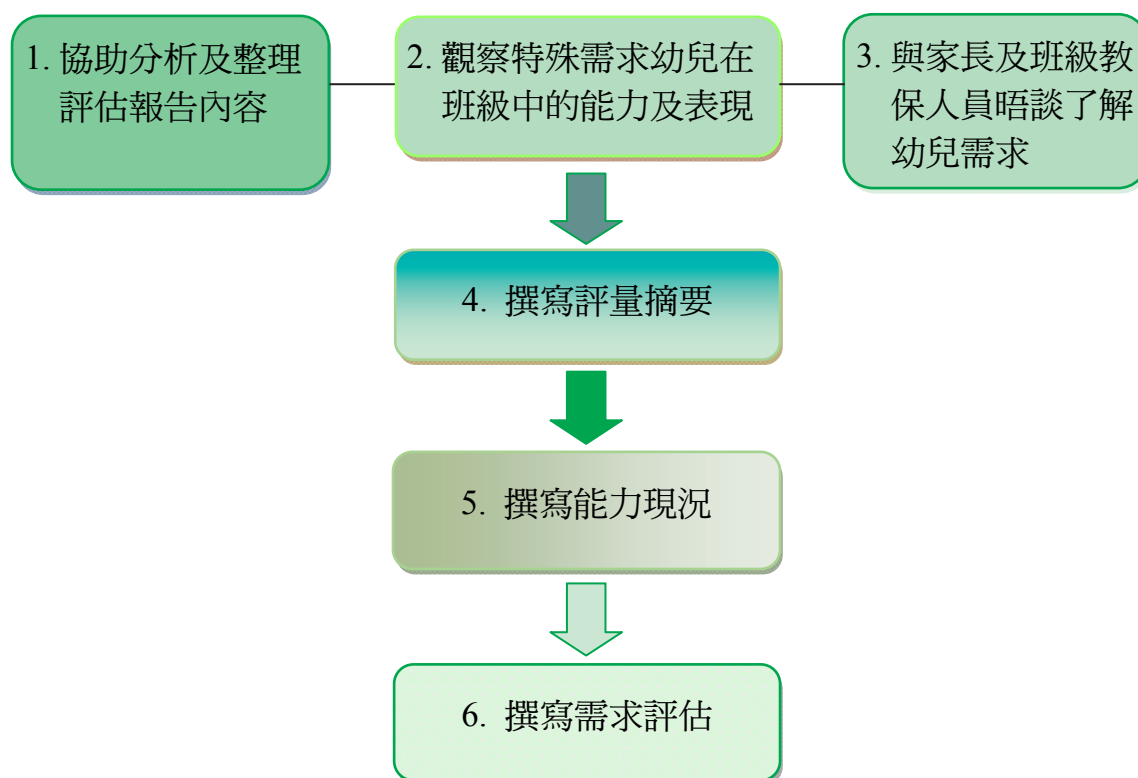 1. 協助分析及整理
評估報告內容
2. 觀察特殊需求幼兒在
班級中的能力及表現
3. 與家長及班級教
保人員晤談了解
幼兒需求
4. 撰寫評量摘要
5. 撰寫能力現況
6. 撰寫需求評估